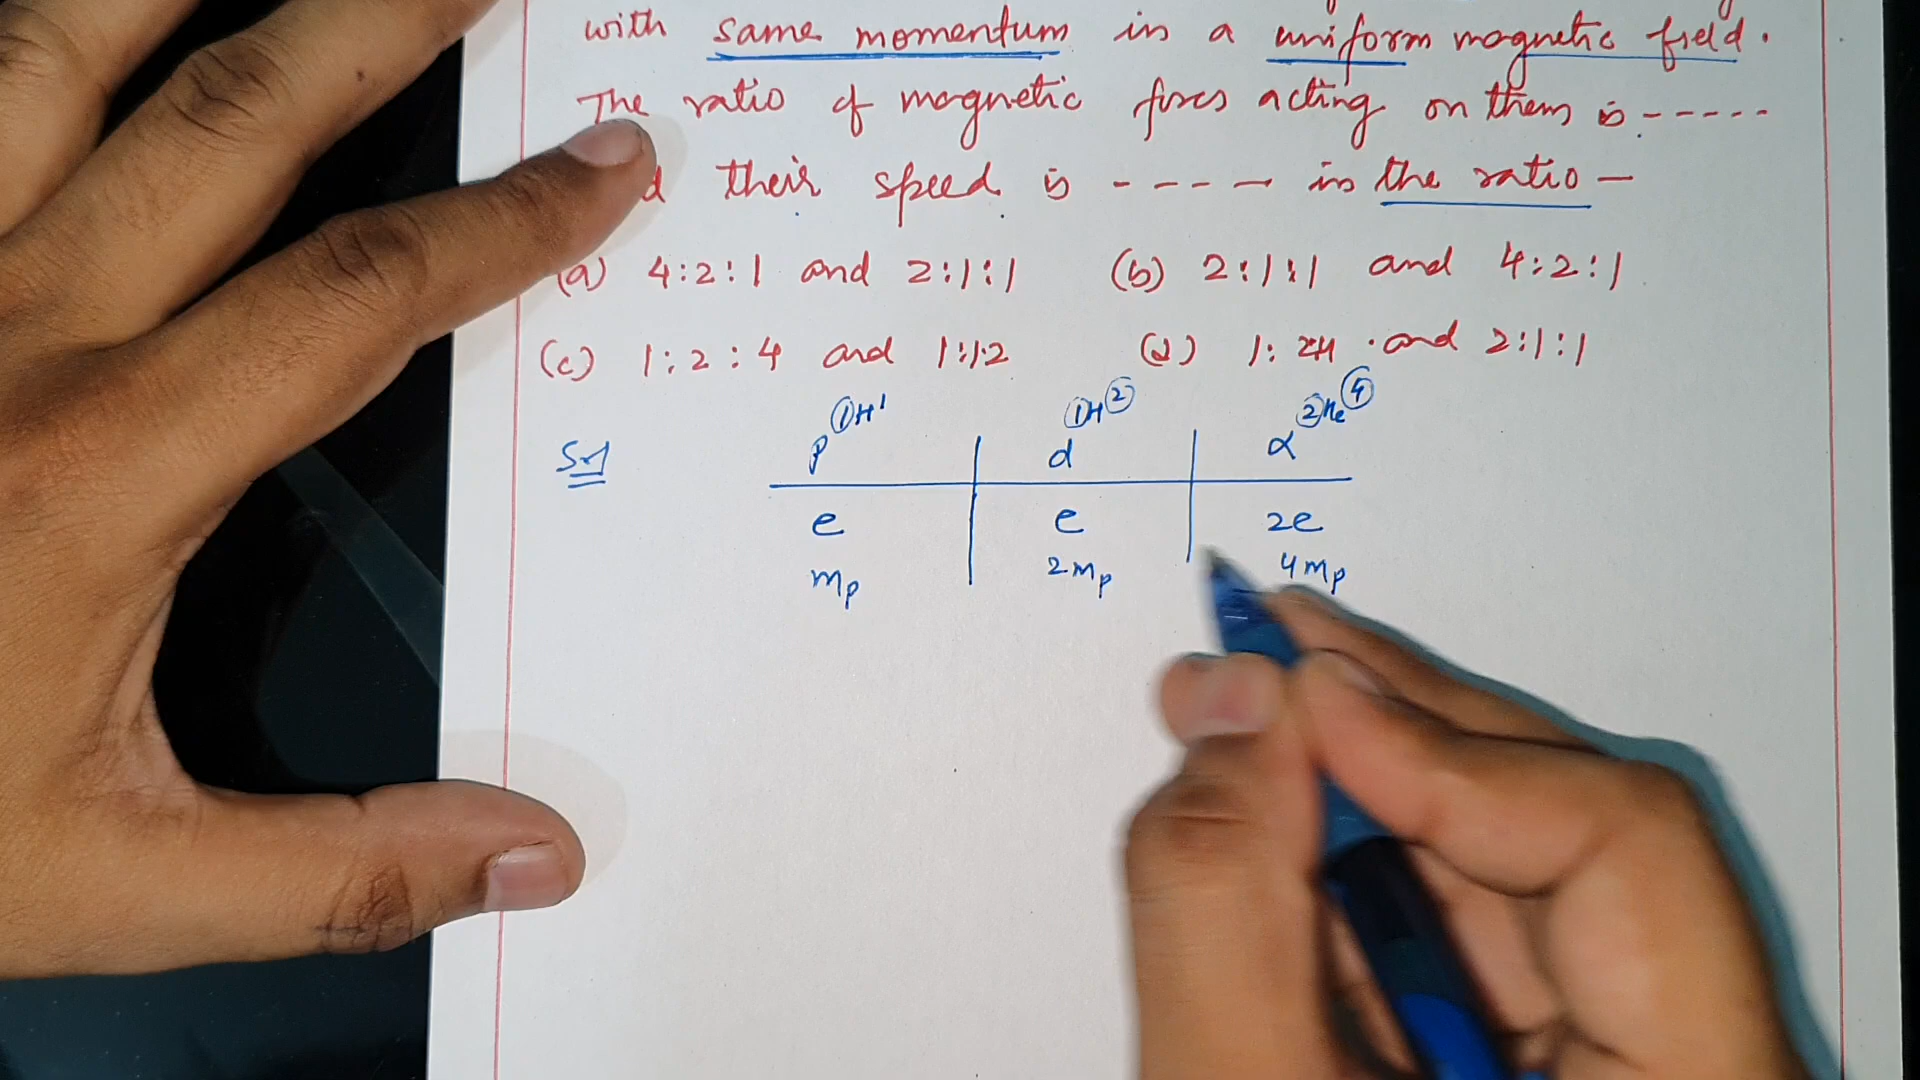 with same momentum in a uniform magnetic field.
The ratio of magnetic forces acting on them is -----
their speed is ---- in the ratio -
(a) 4:2:1 and 2:1:1 (b) 2:1:1 and 4:2:1
(c) 1:2:4 and 1:1:2 (d) 1: and 2:1:1
1H1 1H2 2He4
Sol p d α
e e 2e
mp 2mp 4mp